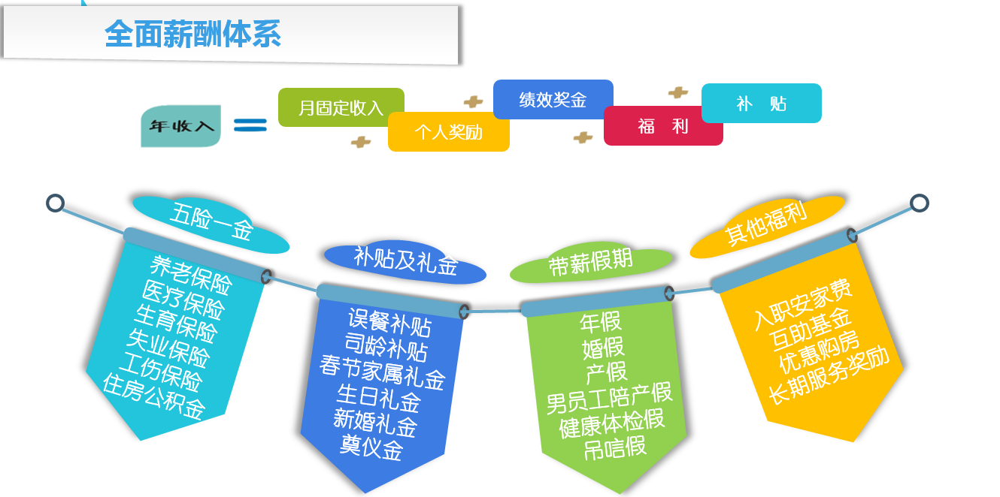 全面薪酬体系
年收入
月固定收入
个人奖励
绩效奖金
福 利
补 贴
五险一金
养老保险
医疗保险
生育保险
失业保险
工伤保险
住房公积金
补贴及礼金
误餐补贴
司龄补贴
春节家属礼金
生日礼金
新婚礼金
奠仪金
带薪假期
年假
婚假
产假
男员工陪产假
健康体检假
吊唁假
其他福利
入职安家费
互助基金
优惠购房
长期服务奖励